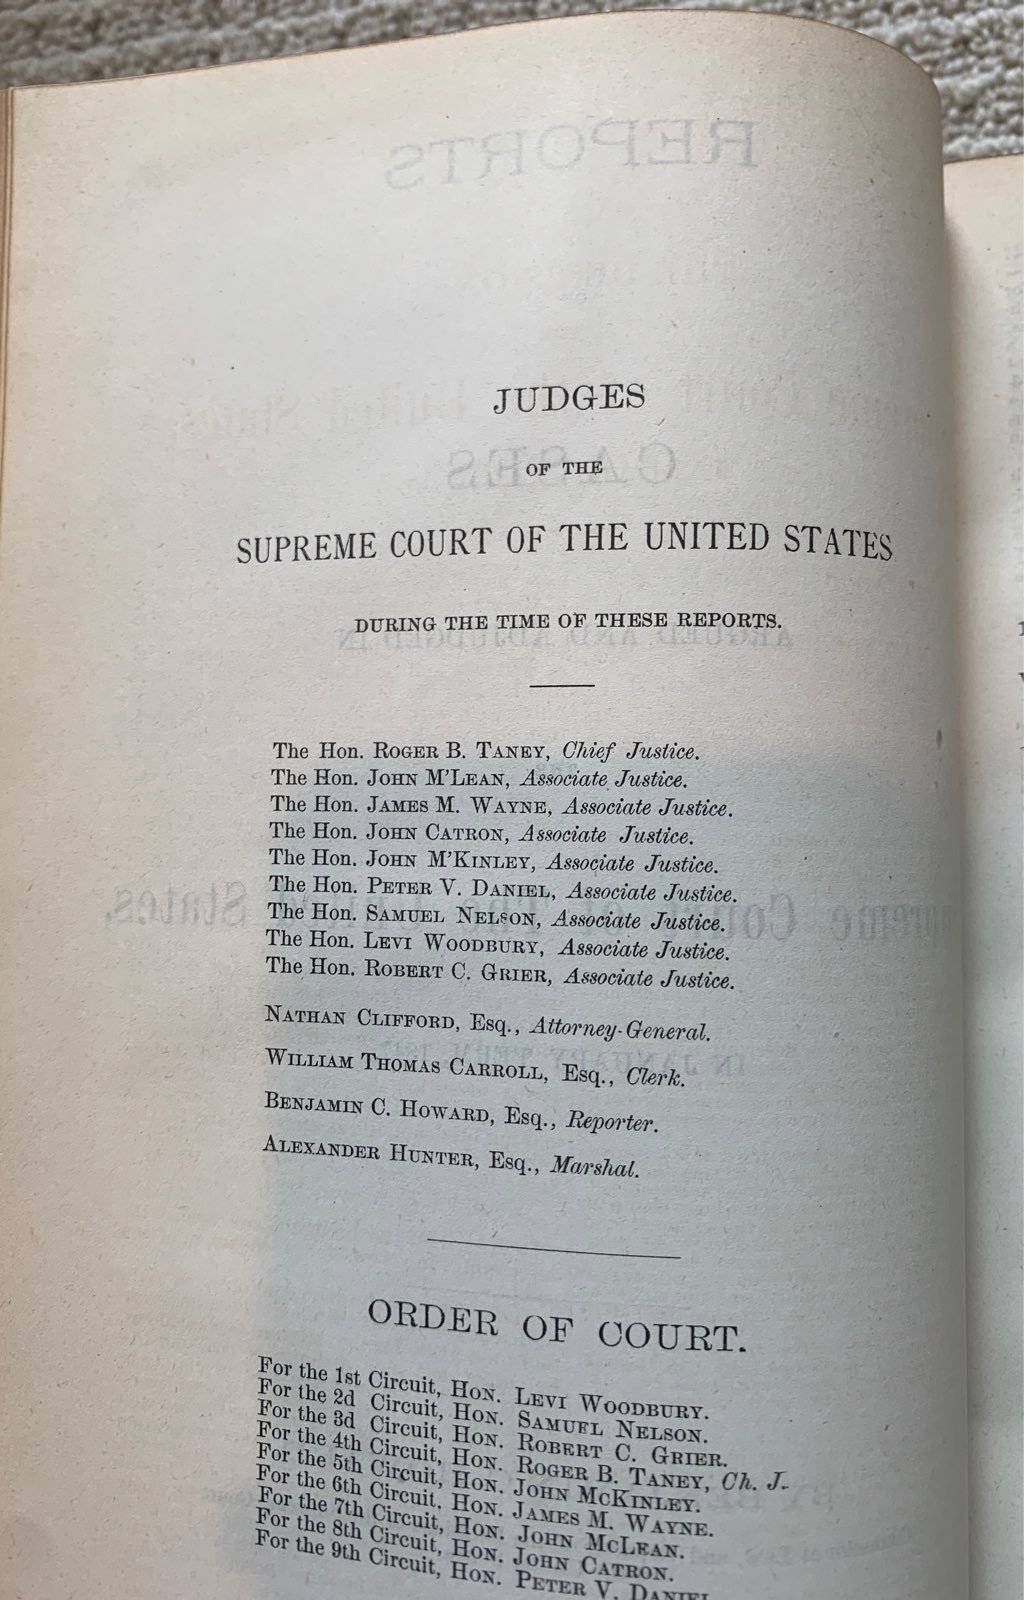 JUDGES
OF THE
SUPREME COURT OF THE UNITED STATES
DURING THE TIME OF THESE REPORTS.
The Hon. ROGER B. TANEY, Chief Justice.
The Hon. JOHN M'LEAN, Associate Justice.
The Hon. JAMES M. WAYNE, Associate Justice.
The Hon. JOHN CATRON, Associate Justice.
The Hon. JOHN M'KINLEY, Associate Justice.
The Hon. PETER V. DANIEL, Associate Justice.
The Hon. SAMUEL NELSON, Associate Justice.
The Hon. LEVI WOODBURY, Associate Justice.
The Hon. ROBERT C. GRIER, Associate Justice.
NATHAN CLIFFORD, Esq., Attorney-General.
WILLIAM THOMAS CARROLL, Esq., Clerk.
BENJAMIN C. HOWARD, Esq., Reporter.
ALEXANDER HUNTER, Esq., Marshal.
ORDER OF COURT.
For the 1st Circuit, HON. LEVI WOODBURY.
For the 2d Circuit, HON. SAMUEL NELSON.
For the 3d Circuit, HON. ROBERT C. GRIER.
For the 4th Circuit, HON. ROGER B. TANEY, Ch. J.
For the 5th Circuit, HON. JOHN MCKINLEY.
For the 6th Circuit, HON. JAMES M. WAYNE.
For the 7th Circuit, HON. JOHN MCLEAN.
For the 8th Circuit, HON. JOHN CATRON.
For the 9th Circuit, HON. PETER V. DANIEL